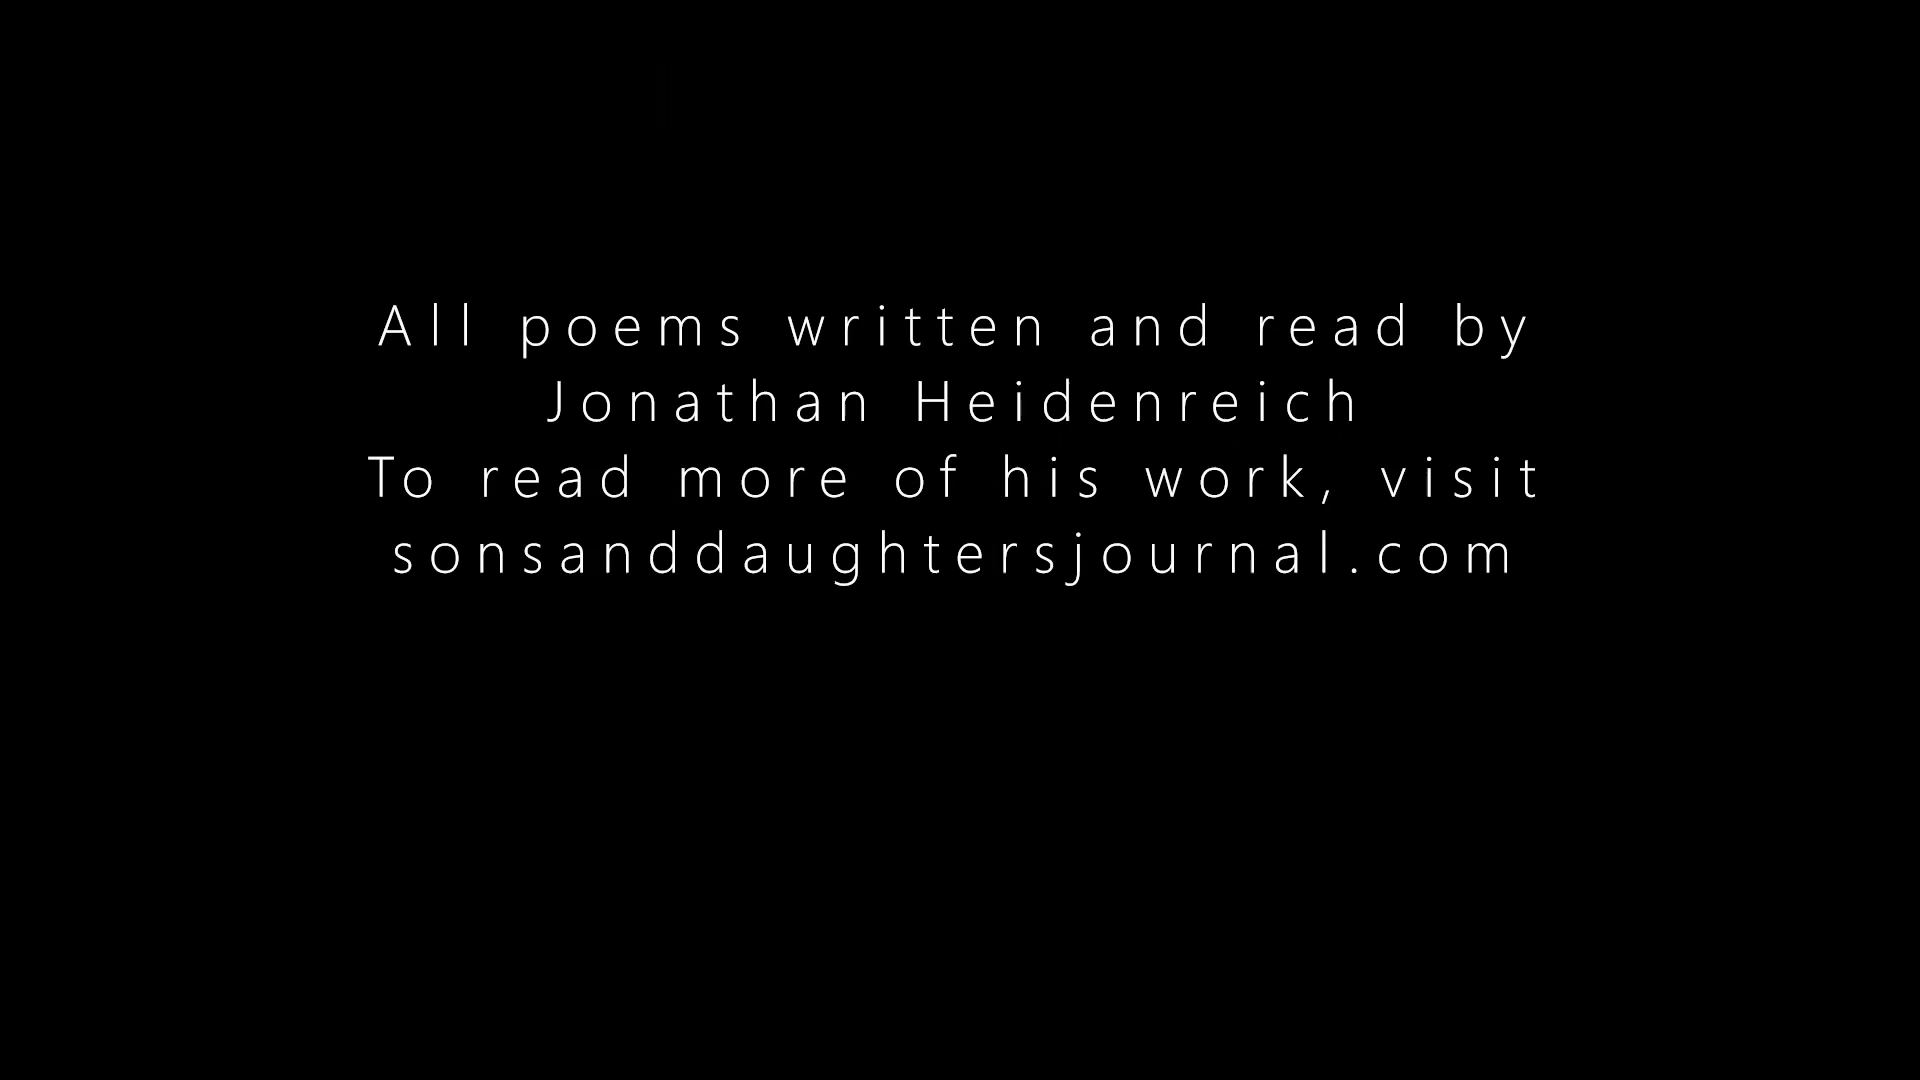 All poems written and read by
Jonathan Heidenreich
To read more of his work, visit
sonsanddaughtersjournal.com